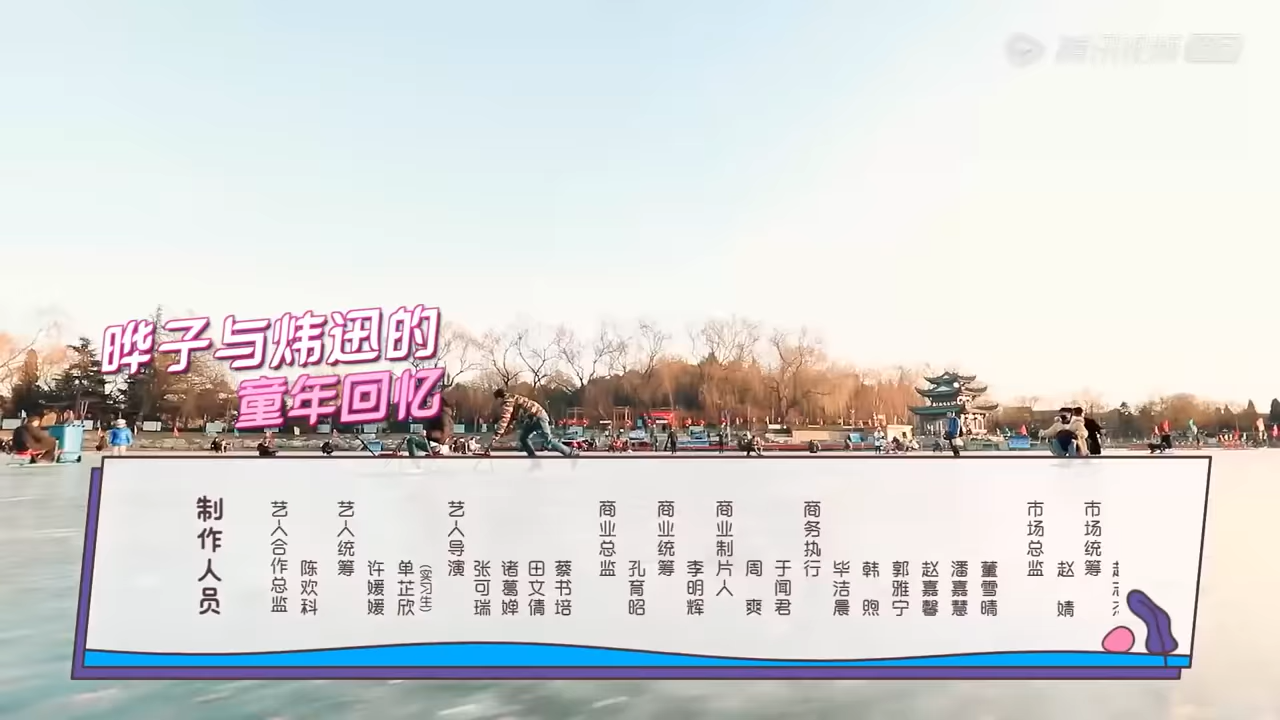 晔子与炜迅的
童年回忆
制作人员
艺人合作总监
陈欢科
艺人统筹
许媛媛
单芷欣
(实习生)
艺人导演
张可瑞
诸葛婵
田文倩
蔡书培
商业总监
孔育昭
商业统筹
李明辉
商业制片人
周 爽
于闻君
商务执行
毕洁晨
韩 煦
郭雅宁
赵嘉馨
潘嘉慧
董雪晴
市场总监
赵 婧
市场统筹